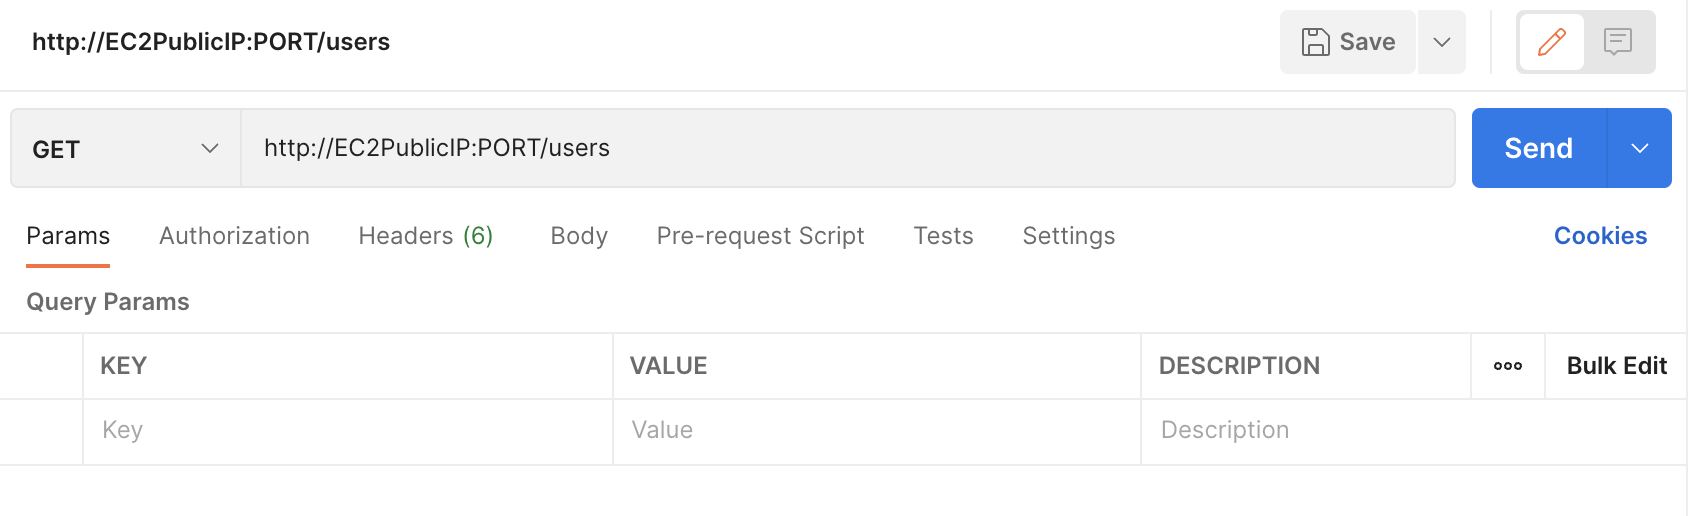 http://EC2PublicIP:PORT/users
Save
GET
http://EC2PublicIP:PORT/users
Send
Params Authorization Headers (6) Body Pre-request Script Tests Settings Cookies
Query Params
KEY VALUE DESCRIPTION ooo Bulk Edit
Key Value Description